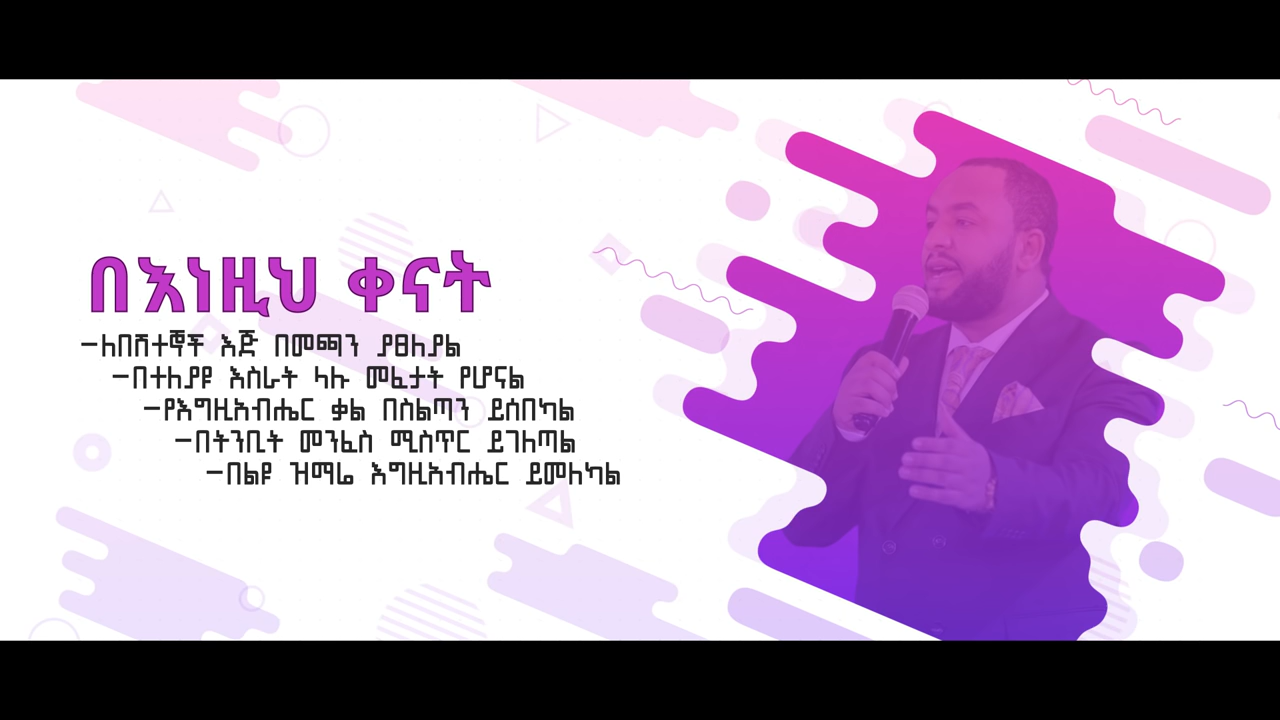 በእነዚህ ቀናት
–ለበሽተኞች እጅ በመጫን ያፀለያል
–በተለያዩ እስራት ላሉ መፈታት የሆናል
–የእግዚአብሔር ቃል በስልጣን ይሰበካል
–በትንቢት መንፈስ ሚስጥር ይገለጣል
–በልዩ ዝማሬ እግዚአብሔር ይመለካል